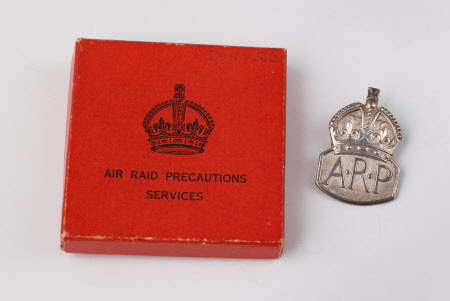 AIR RAID PRECAUTIONS
SERVICES
A·R·P